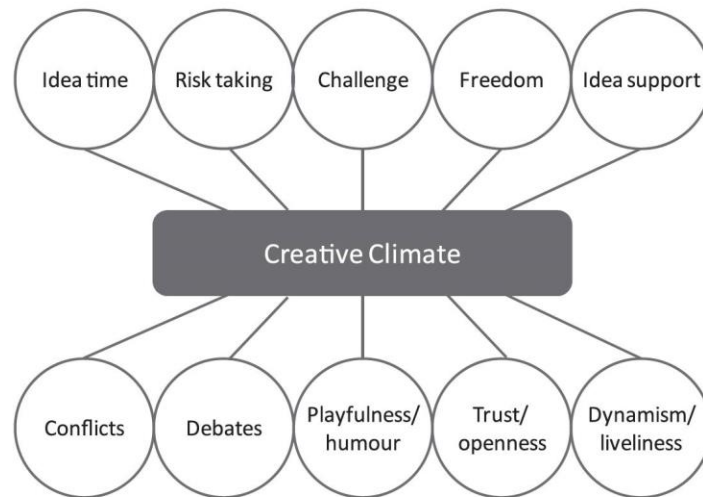 Idea time
Risk taking
Challenge
Freedom
Idea support
Creative Climate
Conflicts
Debates
Playfulness/
humour
Trust/
openness
Dynamism/
liveliness